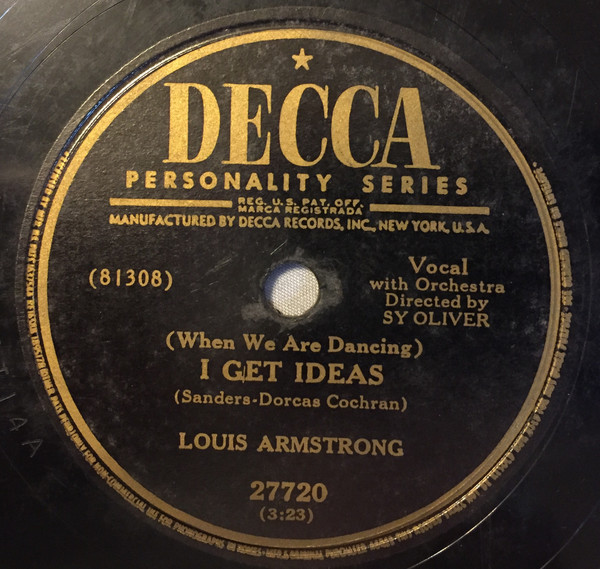 DECCA
PERSONALITY SERIES
REG. U.S. PAT. OFF.
MARCA REGISTRADA
MANUFACTURED BY DECCA RECORDS, INC., NEW YORK, U.S.A.
(81308)
Vocal
with Orchestra
Directed by
SY OLIVER
(When We Are Dancing)
I GET IDEAS
(Sanders-Dorcas Cochran)
LOUIS ARMSTRONG
27720
(3:23)